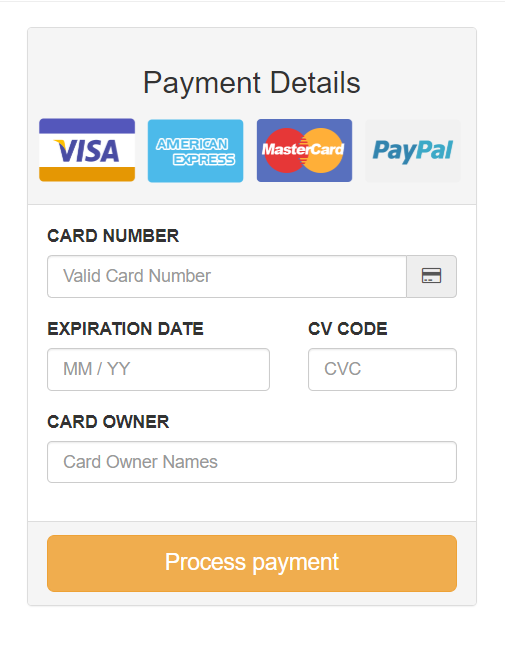 Payment Details
VISA AMERICAN EXPRESS MasterCard PayPal
CARD NUMBER
Valid Card Number
EXPIRATION DATE CV CODE
MM / YY CVC
CARD OWNER
Card Owner Names
Process payment